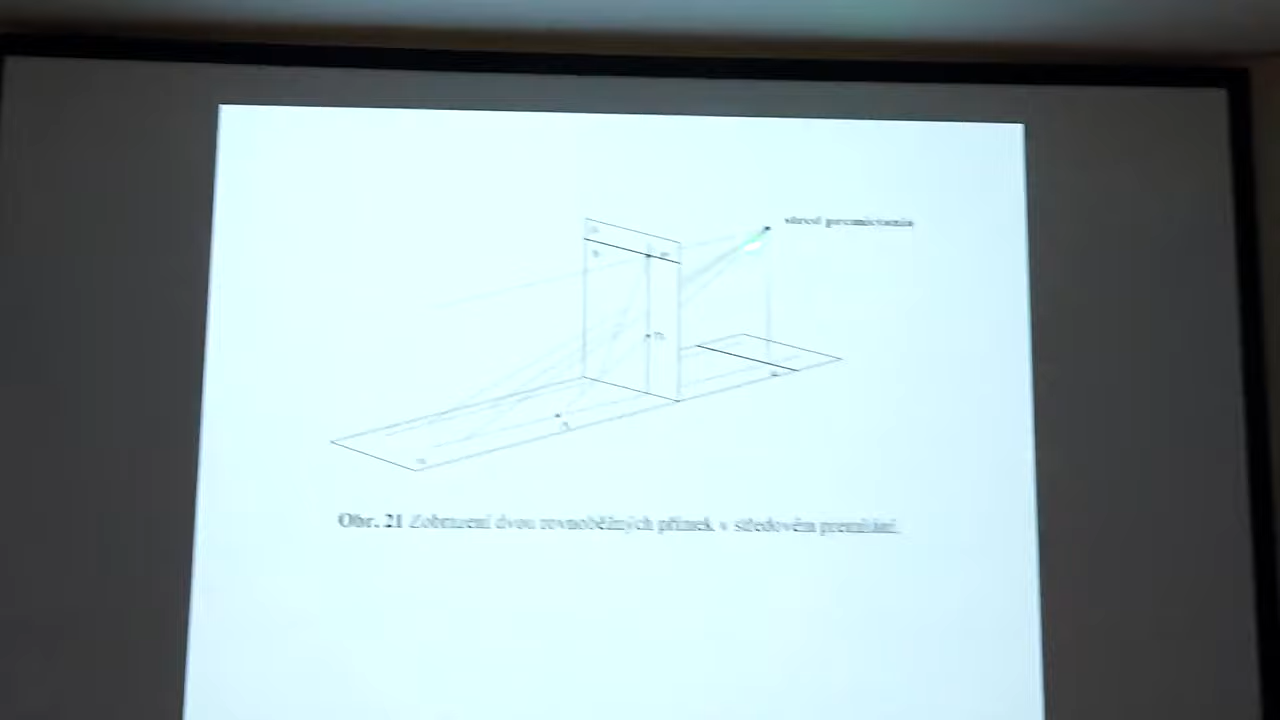 střed promítání
Obr. 21 Zobrazení dvou rovnoběžných přímek v středovém promítání.